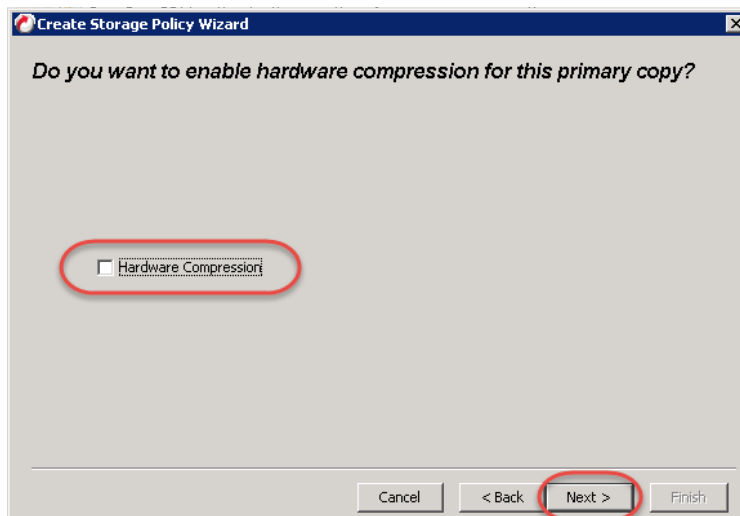 Create Storage Policy Wizard
Do you want to enable hardware compression for this primary copy?
Hardware Compression
Cancel
< Back
Next >
Finish